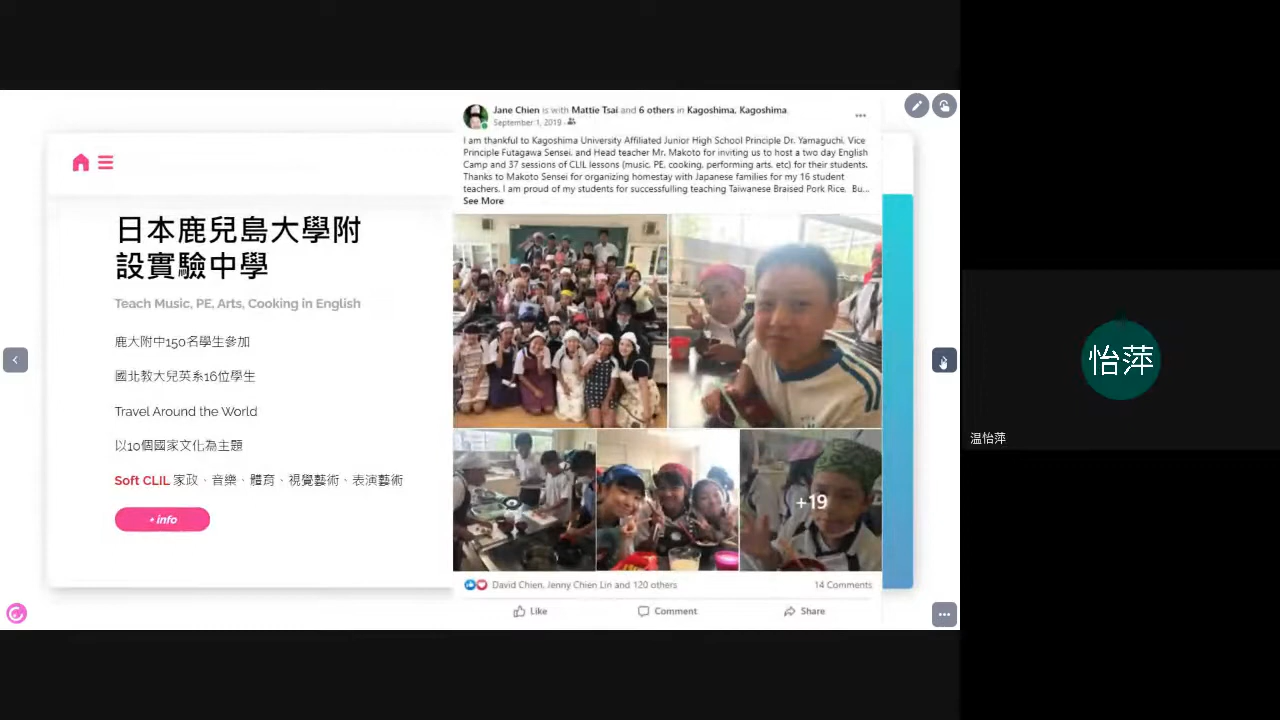 日本鹿兒島大學附
設實驗中學
Teach Music, PE, Arts, Cooking in English
鹿大附中150名學生參加
國北教大兒英系16位學生
Travel Around the World
以10個國家文化為主題
Soft CLIL 家政、音樂、體育、視覺藝術、表演藝術
+ info
Jane Chien is with Mattie Tsai and 6 others in Kagoshima, Kagoshima.
September 1, 2019
I am thankful to Kagoshima University Affiliated Junior High School Principle Dr. Yamaguchi, Vice
Principle Futagawa Sensei, and Head teacher Mr. Makoto for inviting us to host a two day English
Camp and 37 sessions of CLIL lessons (music, PE, cooking, performing arts, etc) for their students.
Thanks to Makoto Sensei for organizing homestay with Japanese families for my 16 student
teachers. I am proud of my students for successfulling teaching Taiwanese Braised Pork Rice. Bu...
See More
+19
David Chien, Jenny Chien Lin and 120 others
14 Comments
Like
Comment
Share
怡萍
温怡萍